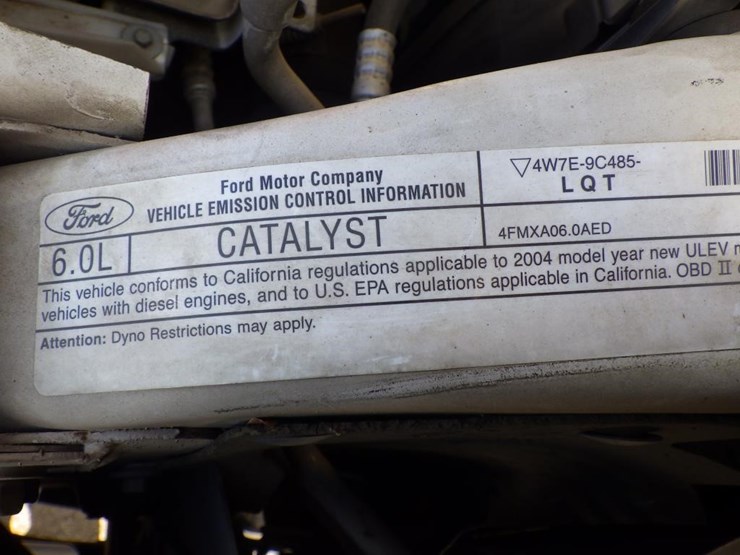 Ford
Ford Motor Company
VEHICLE EMISSION CONTROL INFORMATION
▽4W7E-9C485-
LQT
6.0L
CATALYST
4FMXA06.0AED
This vehicle conforms to California regulations applicable to 2004 model year new ULEV
vehicles with diesel engines, and to U.S. EPA regulations applicable in California. OBD II
Attention: Dyno Restrictions may apply.